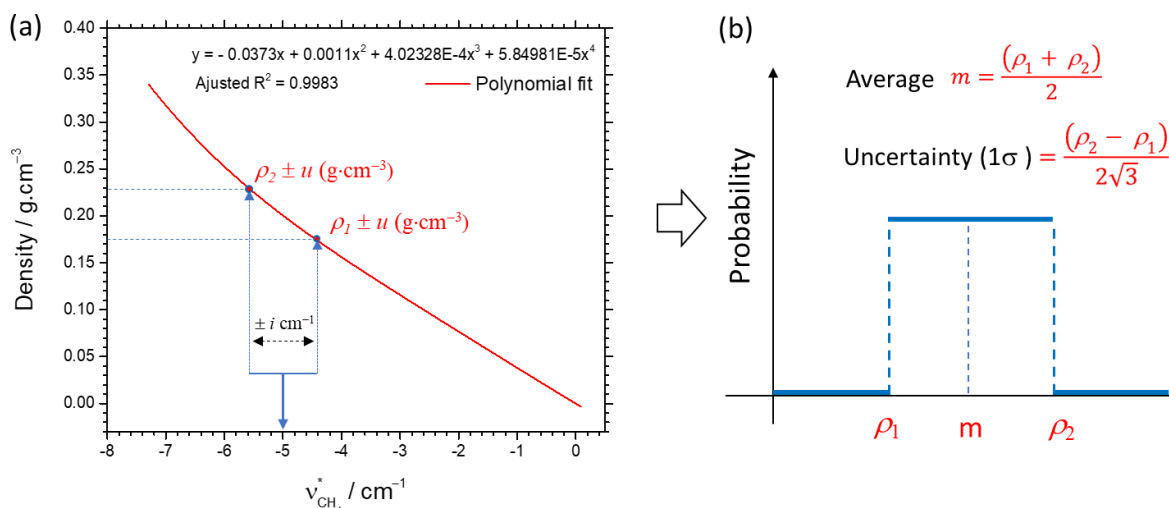 (a)
y = - 0.0373x + 0.0011x² + 4.02328E-4x³ + 5.84981E-5x⁴
Ajusted R² = 0.9983
Polynomial fit
ρ₂ ± u (g·cm⁻³)
ρ₁ ± u (g·cm⁻³)
± i cm⁻¹
Density / g.cm⁻³
0.40
0.35
0.30
0.25
0.20
0.15
0.10
0.05
0.00
-8 -7 -6 -5 -4 -3 -2 -1 0
ν*CH, / cm⁻¹
(b)
Average m = (ρ₁ + ρ₂) / 2
Uncertainty (1σ) = (ρ₂ − ρ₁) / 2√3
Probability
ρ₁ m ρ₂